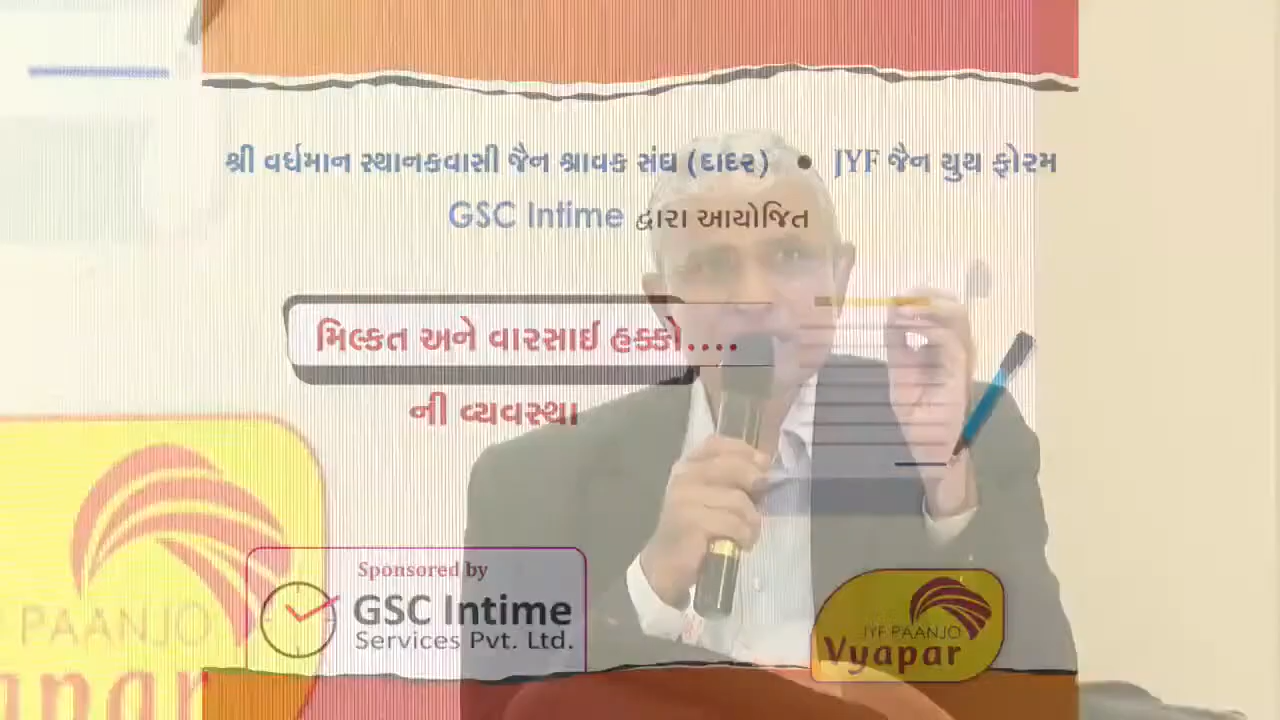 શ્રી વર્ધમાન સ્થાનકવાસી જૈન શ્રાવક સંઘ (દાદર) • JYF જૈન યુથ ફોરમ
GSC Intime દ્વારા આયોજિત
મિલ્કત અને વારસાઈ હક્કો....
ની વ્યવસ્થા
Sponsored by
GSC Intime
Services Pvt. Ltd.
JYF PAANJO
Vyapar
PAANJO